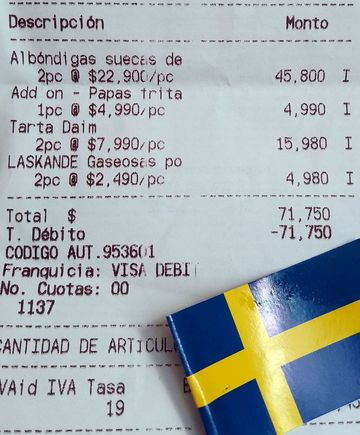 Descripción Monto
Albóndigas suecas de
2pc @ $22,900/pc 45,800 I
Add on - Papas frita
1pc @ $4,990/pc 4,990 I
Tarta Daim
2pc @ $7,990/pc 15,980 I
LASKANDE Gaseosas po
2pc @ $2,490/pc 4,980 I
Total $ 71,750
T. Débito -71,750
CODIGO AUT.953601
Franquicia: VISA DEBI
No. Cuotas: 00
1137
CANTIDAD DE ARTICUL
VAid IVA Tasa
19